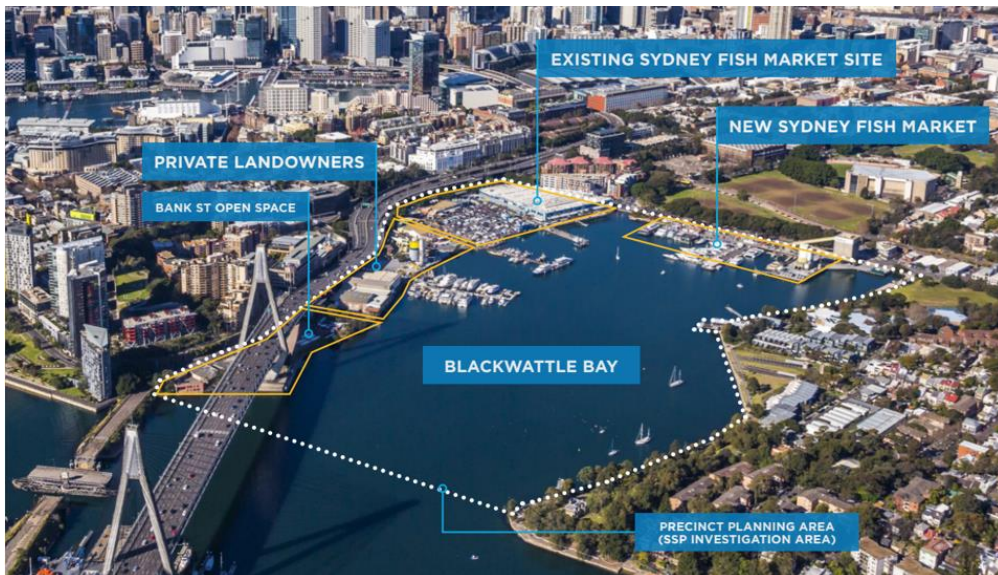 EXISTING SYDNEY FISH MARKET SITE
NEW SYDNEY FISH MARKET
PRIVATE LANDOWNERS
BANK ST OPEN SPACE
BLACKWATTLE BAY
PRECINCT PLANNING AREA
(SSP INVESTIGATION AREA)